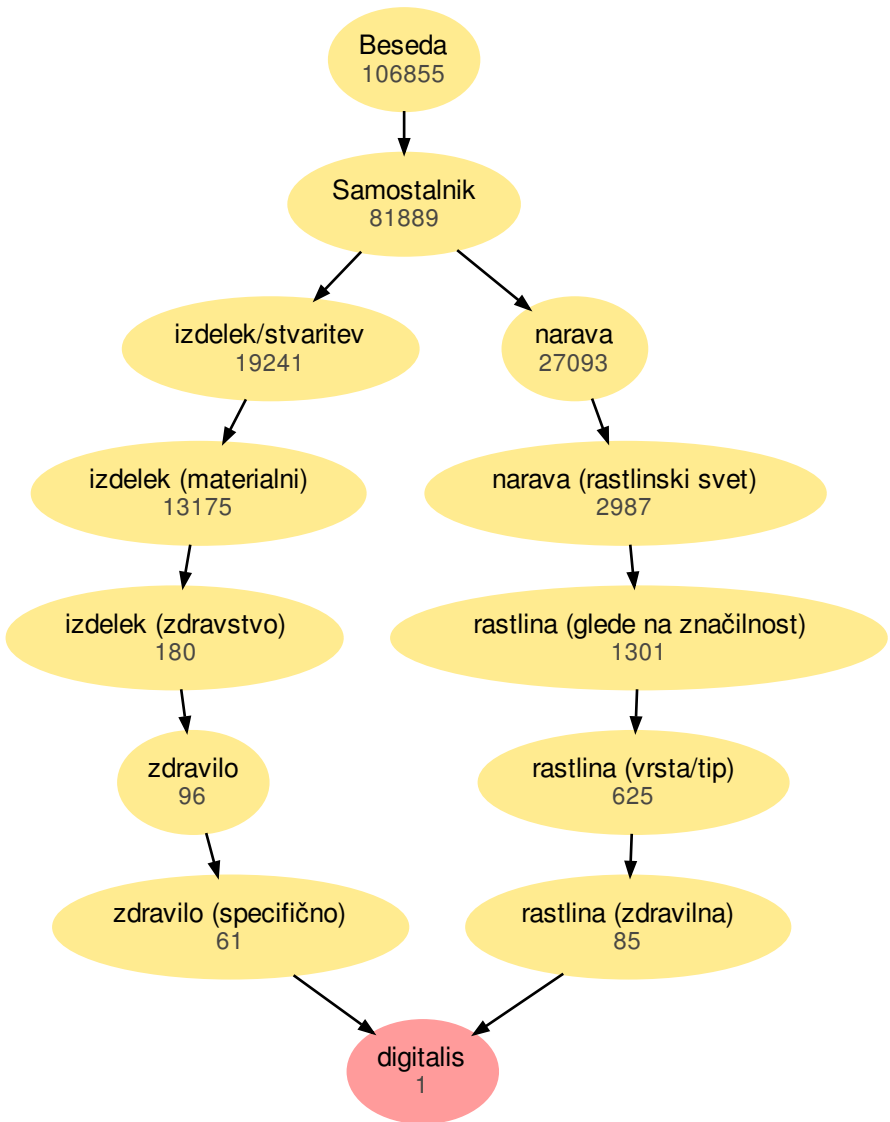 Beseda
106855
Samostalnik
81889
izdelek/stvaritev
19241
narava
27093
izdelek (materialni)
13175
narava (rastlinski svet)
2987
izdelek (zdravstvo)
180
rastlina (glede na značilnost)
1301
zdravilo
96
rastlina (vrsta/tip)
625
zdravilo (specifično)
61
rastlina (zdravilna)
85
digitalis
1